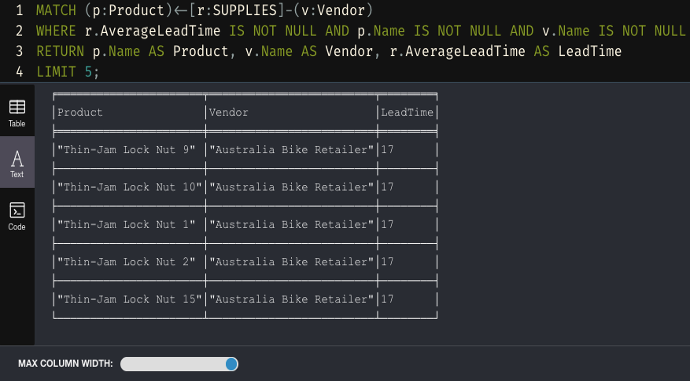 1 MATCH (p:Product)<-[r:SUPPLIES]-(v:Vendor)
2 WHERE r.AverageLeadTime IS NOT NULL AND p.Name IS NOT NULL AND v.Name IS NOT NULL
3 RETURN p.Name AS Product, v.Name AS Vendor, r.AverageLeadTime AS LeadTime
4 LIMIT 5;
Table
Text
Code
Product Vendor LeadTime
"Thin-Jam Lock Nut 9" "Australia Bike Retailer" 17
"Thin-Jam Lock Nut 10" "Australia Bike Retailer" 17
"Thin-Jam Lock Nut 1" "Australia Bike Retailer" 17
"Thin-Jam Lock Nut 2" "Australia Bike Retailer" 17
"Thin-Jam Lock Nut 15" "Australia Bike Retailer" 17
MAX COLUMN WIDTH: